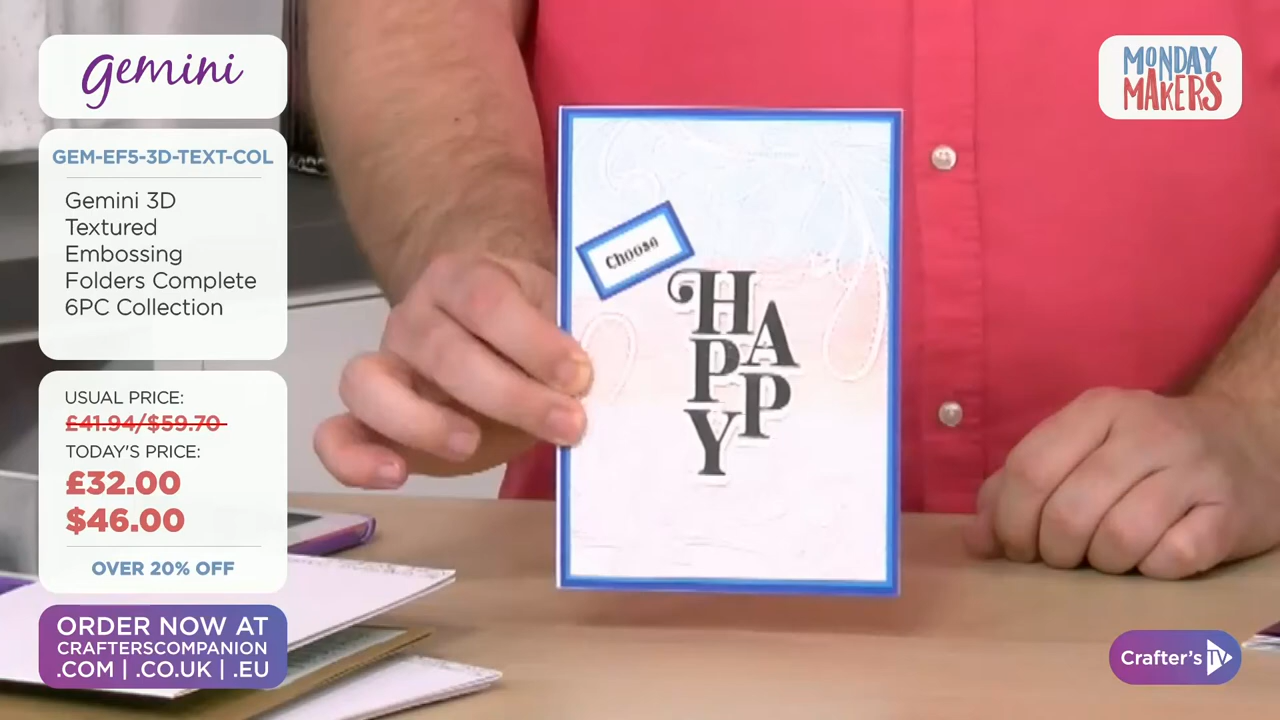 gemini
GEM-EF5-3D-TEXT-COL
Gemini 3D
Textured
Embossing
Folders Complete
6PC Collection
USUAL PRICE:
£41.94/$59.70
TODAY'S PRICE:
£32.00
$46.00
OVER 20% OFF
ORDER NOW AT
CRAFTERSCOMPANION
.COM | .CO.UK | .EU
Choose
HAPPY
MONDAY
MAKERS
Crafter's TV